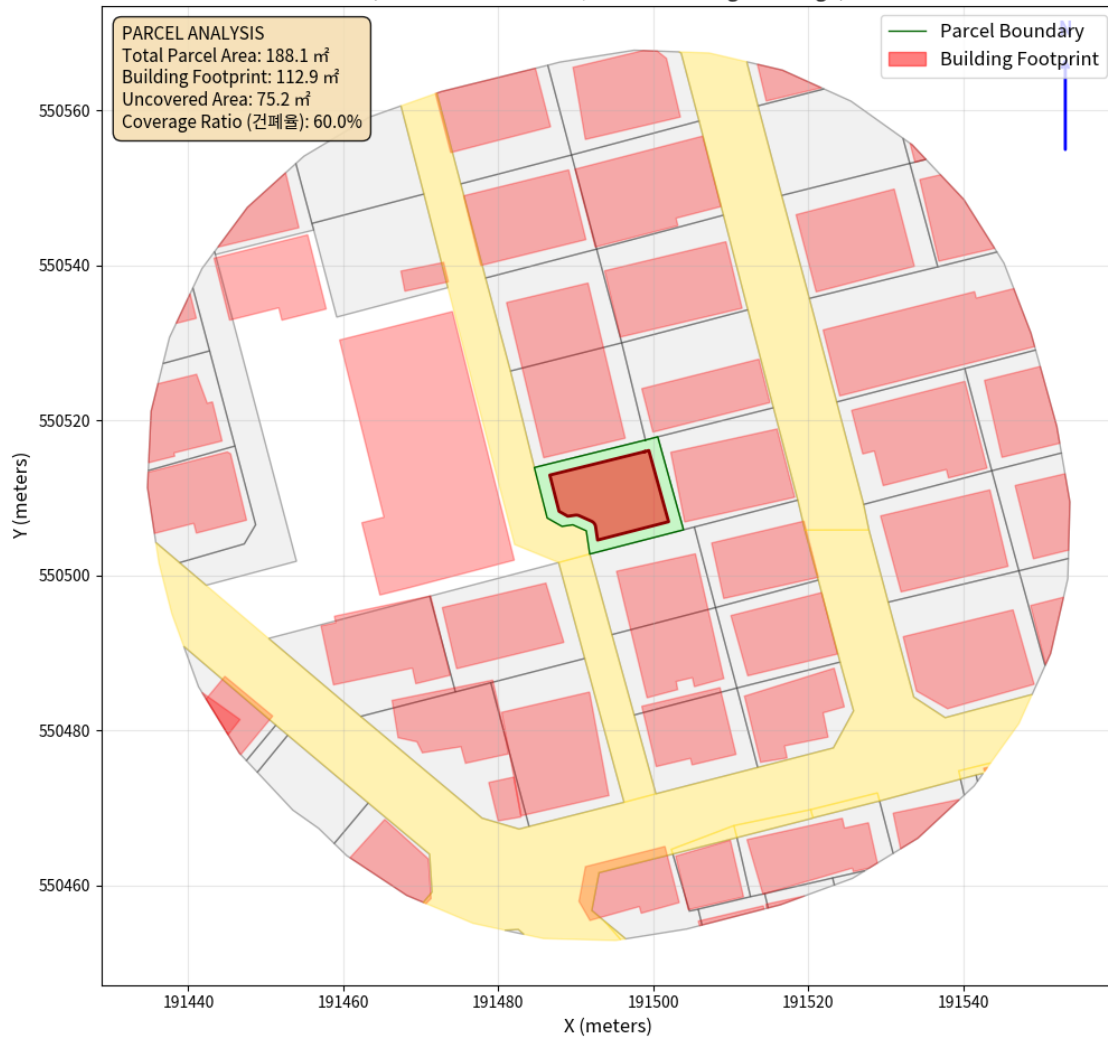 PARCEL ANALYSIS
Total Parcel Area: 188.1 ㎡
Building Footprint: 112.9 ㎡
Uncovered Area: 75.2 ㎡
Coverage Ratio (건폐율): 60.0%
Parcel Boundary
Building Footprint
N
550560
550540
550520
550500
550480
550460
Y (meters)
191440
191460
191480
191500
191520
191540
X (meters)